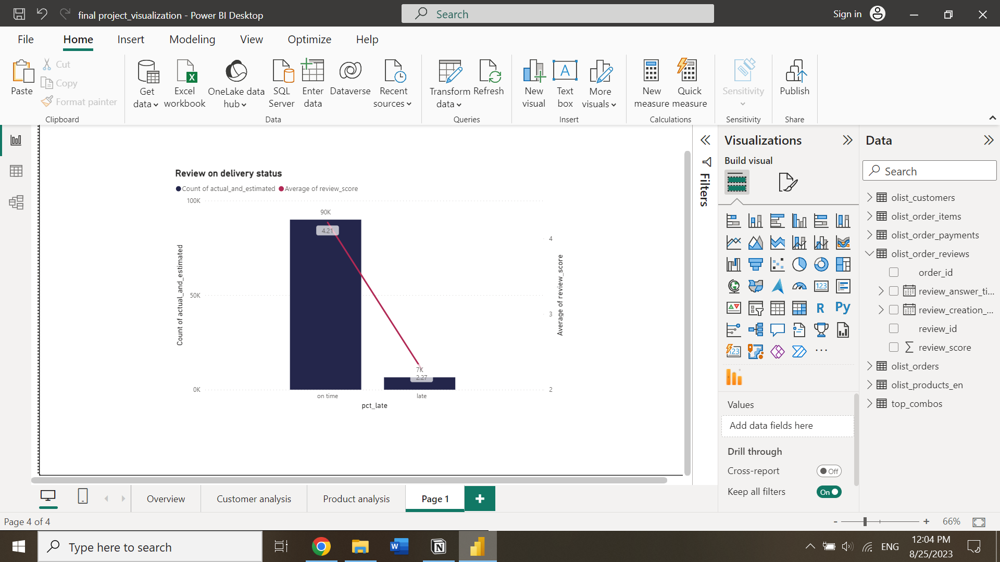 final project_visualization - Power BI Desktop
Search
Sign in
File Home Insert Modeling View Optimize Help
Paste
Cut
Copy
Format painter
Clipboard
Get data
Excel workbook
OneLake data hub
SQL Server
Enter data
Dataverse
Recent sources
Data
Transform data
Refresh
Queries
New visual
Text box
More visuals
Insert
New measure
Quick measure
Calculations
Sensitivity
Sensitivity
Publish
Share
Review on delivery status
Count of actual_and_estimated Average of review_score
100K
50K
0K
Count of actual_and_estimated
90K
4.21
7K
2.27
on time
late
pct_late
4
3
2
Average of review_score
Filters
Visualizations
Build visual
123
R
Py
123
Values
Add data fields here
Drill through
Cross-report
Off
Keep all filters
On
Data
Search
olist_customers
olist_order_items
olist_order_payments
olist_order_reviews
order_id
review_answer_ti...
review_creation_...
review_id
review_score
olist_orders
olist_products_en
top_combos
Overview
Customer analysis
Product analysis
Page 1
Page 4 of 4
- + 66%
Type here to search
ENG
12:04 PM
8/25/2023